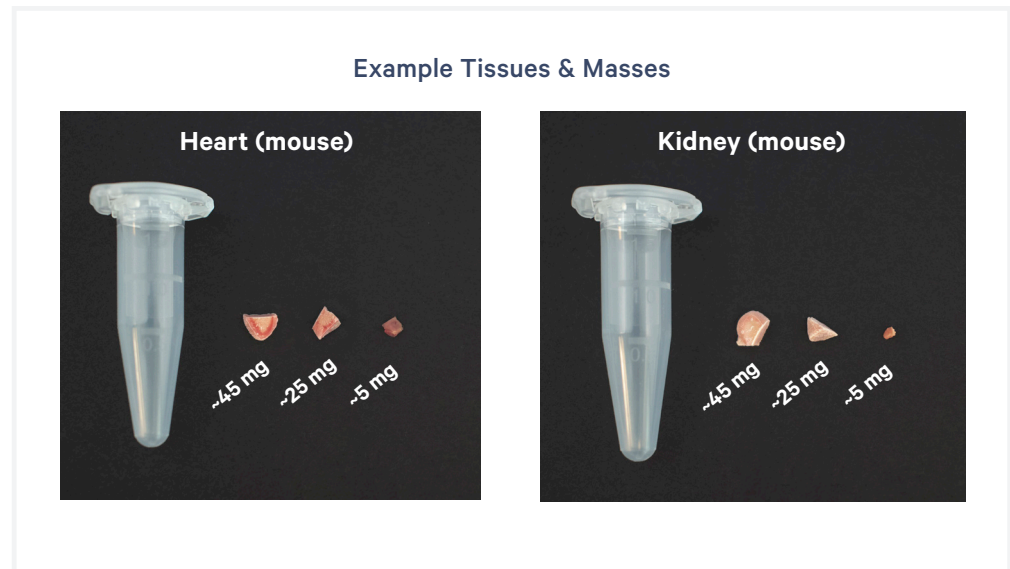 Example Tissues & Masses
Heart (mouse)
~45 mg
~25 mg
~5 mg
Kidney (mouse)
~45 mg
~25 mg
~5 mg